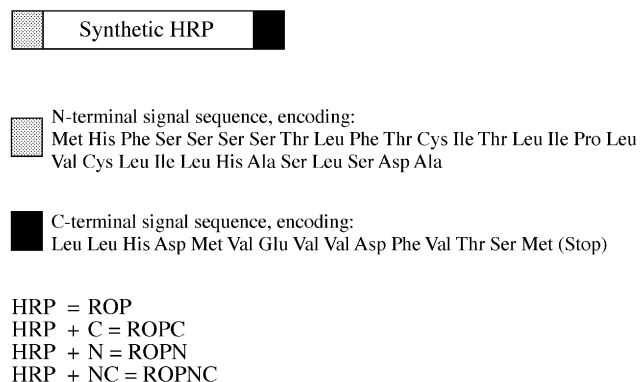 Synthetic HRP
N-terminal signal sequence, encoding:
Met His Phe Ser Ser Ser Ser Thr Leu Phe Thr Cys Ile Thr Leu Ile Pro Leu
Val Cys Leu Ile Leu His Ala Ser Leu Ser Asp Ala
C-terminal signal sequence, encoding:
Leu Leu His Asp Met Val Glu Val Val Asp Phe Val Thr Ser Met (Stop)
HRP = ROP
HRP + C = ROPC
HRP + N = ROPN
HRP + NC = ROPNC